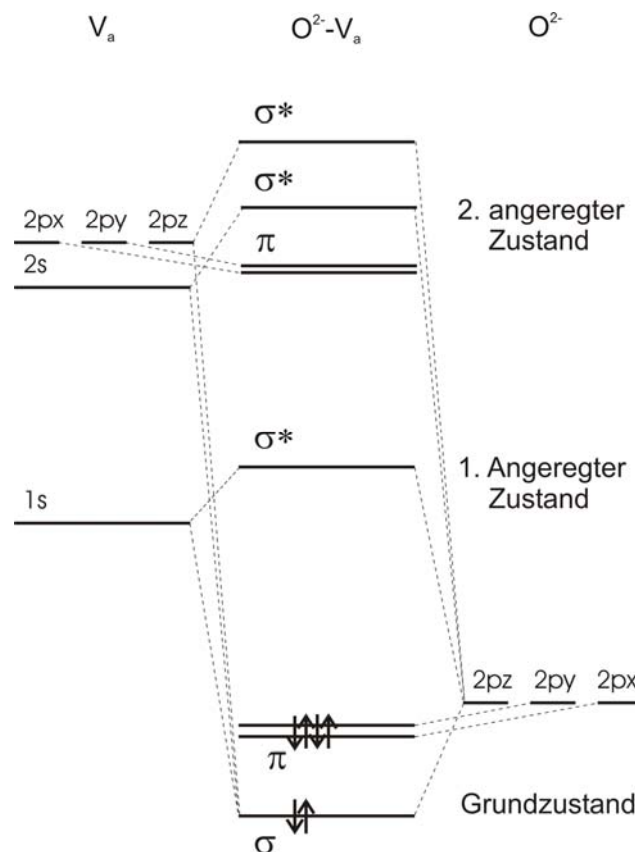 Vₐ O²⁻-Vₐ O²⁻
σ*
σ*
2px 2py 2pz
π
2. angeregter
Zustand
2s
σ*
1. Angeregter
Zustand
1s
2pz 2py 2px
π
Grundzustand
σ